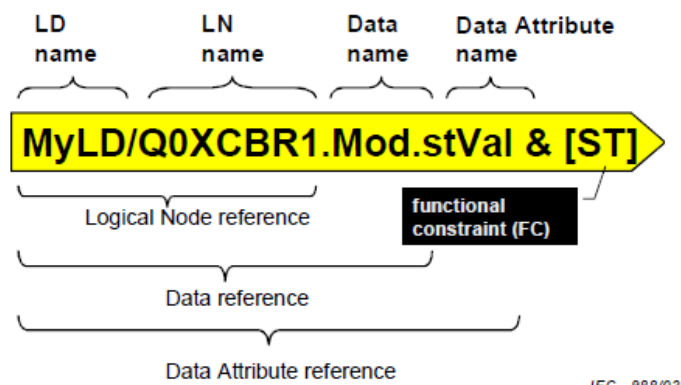 LD LN Data Data Attribute
name name name name
MyLD/Q0XCBR1.Mod.stVal & [ST]
Logical Node reference
functional
constraint (FC)
Data reference
Data Attribute reference